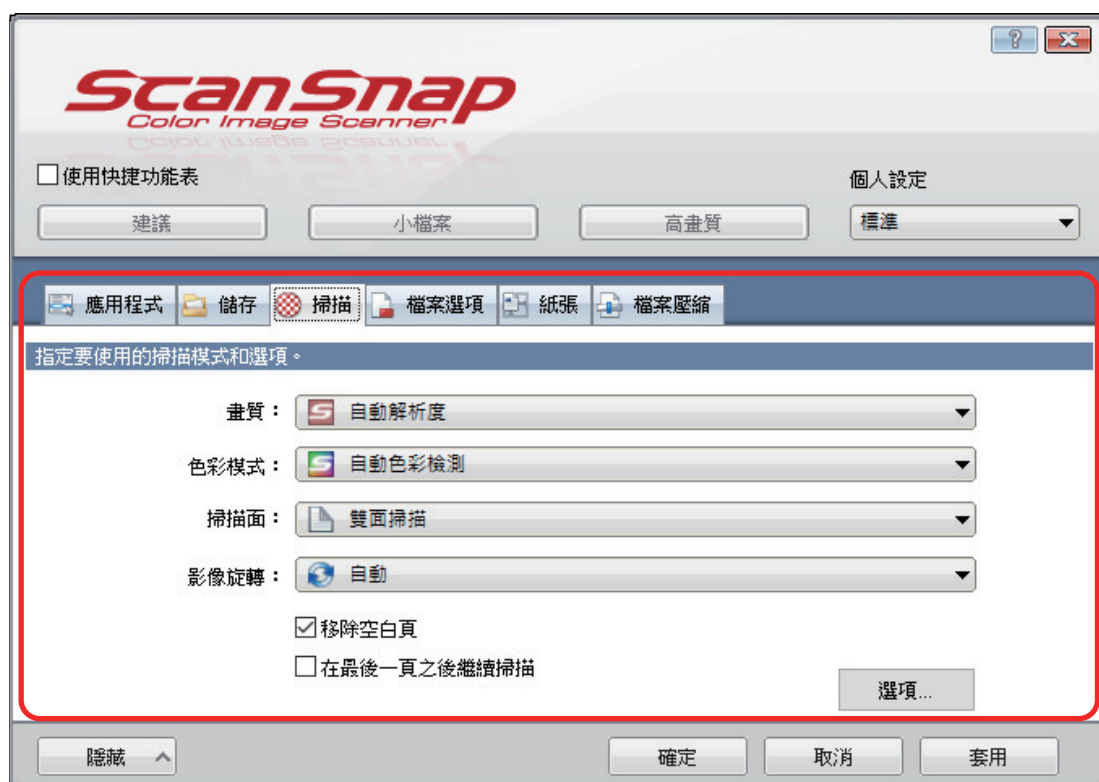 ?
ScanSnap
Color Image Scanner
使用快捷功能表
個人設定
建議 小檔案 高畫質 標準
應用程式 儲存 掃描 檔案選項 紙張 檔案壓縮
指定要使用的掃描模式和選項。
畫質： 自動解析度
色彩模式： 自動色彩檢測
掃描面： 雙面掃描
影像旋轉： 自動
移除空白頁
在最後一頁之後繼續掃描
選項...
隱藏 確定 取消 套用